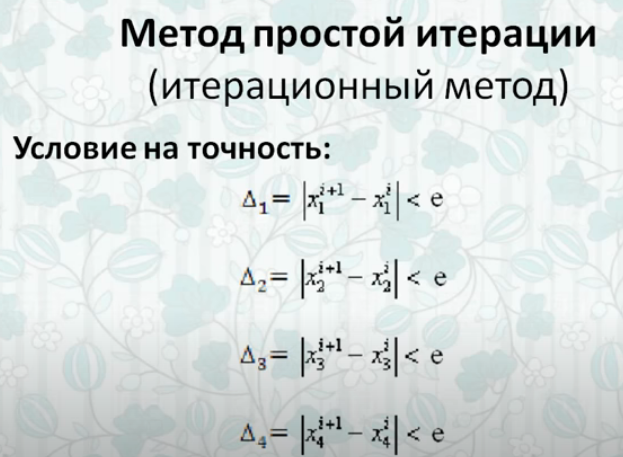 Метод простой итерации
(итерационный метод)
Условие на точность:
Δ₁= |x₁ⁱ⁺¹ − x₁ⁱ| < e
Δ₂= |x₂ⁱ⁺¹ − x₂ⁱ| < e
Δ₃= |x₃ⁱ⁺¹ − x₃ⁱ| < e
Δ₄= |x₄ⁱ⁺¹ − x₄ⁱ| < e